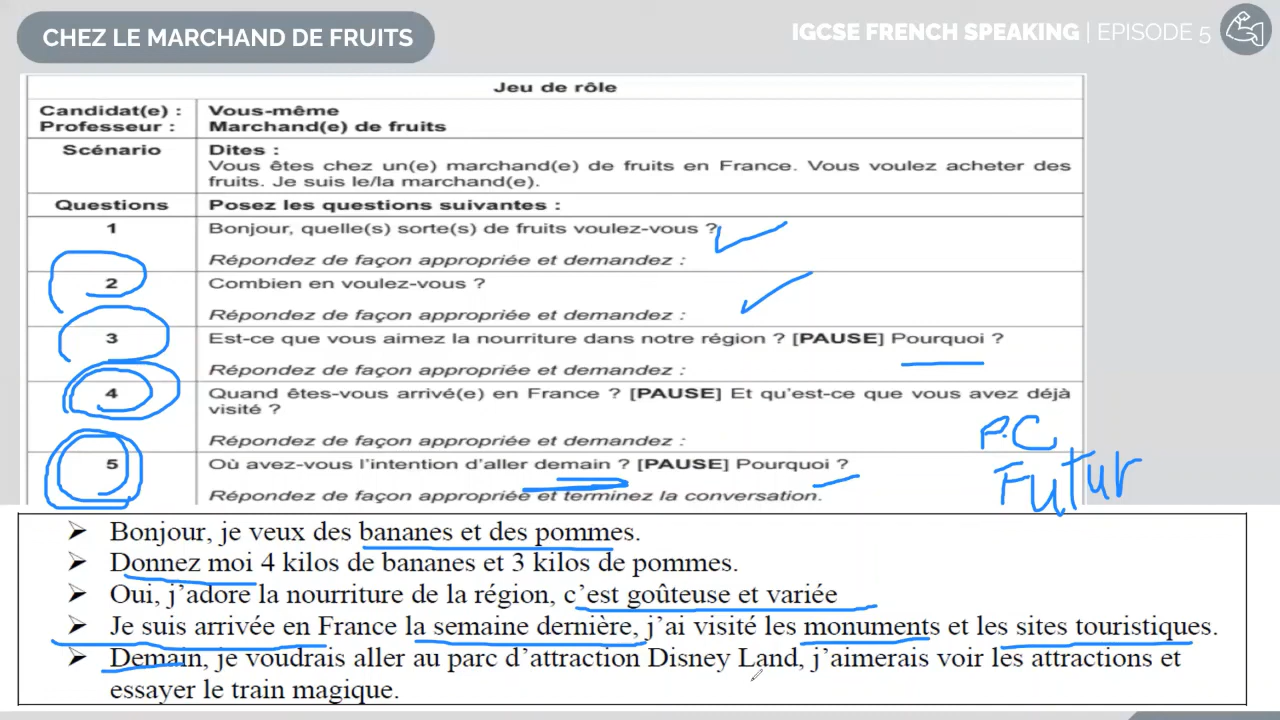 CHEZ LE MARCHAND DE FRUITS
IGCSE FRENCH SPEAKING | EPISODE 5
Jeu de rôle
Candidat(e) : Vous-même
Professeur : Marchand(e) de fruits
Scénario Dites :
Vous êtes chez un(e) marchand(e) de fruits en France. Vous voulez acheter des
fruits. Je suis le/la marchand(e).
Questions Posez les questions suivantes :
1 Bonjour, quelle(s) sorte(s) de fruits voulez-vous ?
Répondez de façon appropriée et demandez :
2 Combien en voulez-vous ?
Répondez de façon appropriée et demandez :
3 Est-ce que vous aimez la nourriture dans notre région ? [PAUSE] Pourquoi ?
Répondez de façon appropriée et demandez :
4 Quand êtes-vous arrivé(e) en France ? [PAUSE] Et qu'est-ce que vous avez déjà
visité ?
Répondez de façon appropriée et demandez :
P.C
5 Où avez-vous l'intention d'aller demain ? [PAUSE] Pourquoi ?
Futur
Répondez de façon appropriée et terminez la conversation.
➢ Bonjour, je veux des bananes et des pommes.
➢ Donnez moi 4 kilos de bananes et 3 kilos de pommes.
➢ Oui, j'adore la nourriture de la région, c'est goûteuse et variée
➢ Je suis arrivée en France la semaine dernière, j'ai visité les monuments et les sites touristiques.
➢ Demain, je voudrais aller au parc d'attraction Disney Land, j'aimerais voir les attractions et
essayer le train magique.